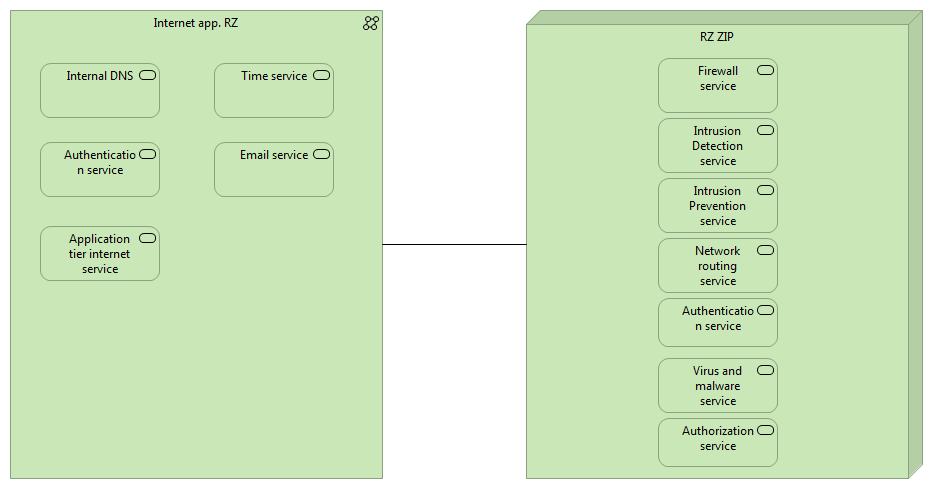 Internet app. RZ
Internal DNS
Time service
Authenticatio
n service
Email service
Application
tier internet
service
RZ ZIP
Firewall
service
Intrusion
Detection
service
Intrusion
Prevention
service
Network
routing
service
Authenticatio
n service
Virus and
malware
service
Authorization
service